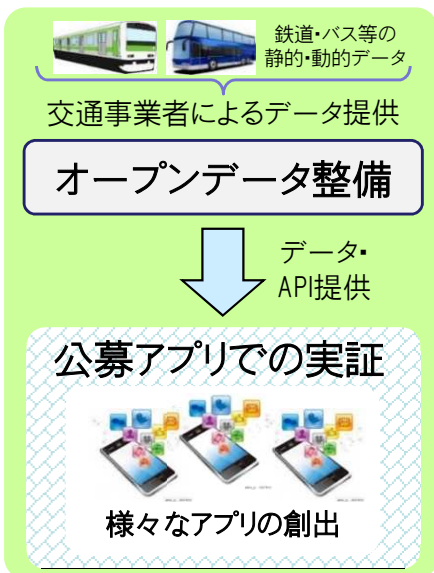 鉄道・バス等の
静的・動的データ
交通事業者によるデータ提供
オープンデータ整備
データ・
API提供
公募アプリでの実証
様々なアプリの創出